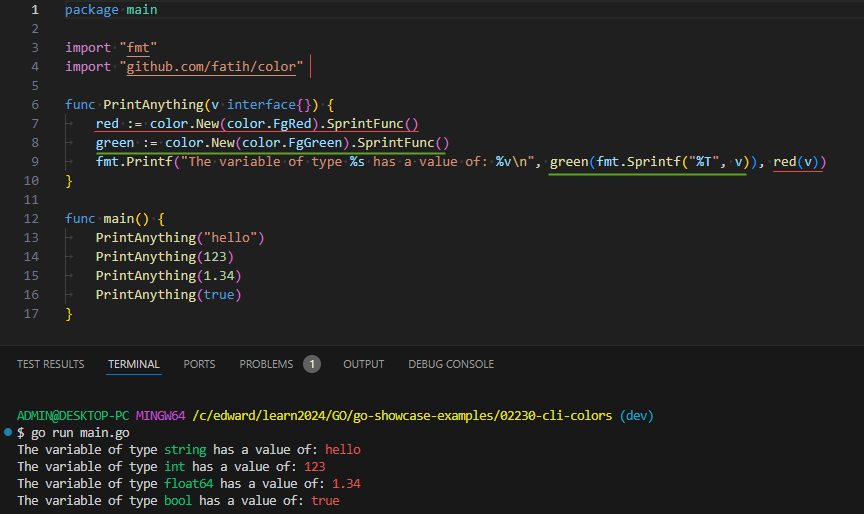 1 package main
2
3 import "fmt"
4 import "github.com/fatih/color"
5
6 func PrintAnything(v interface{}) {
7 red := color.New(color.FgRed).SprintFunc()
8 green := color.New(color.FgGreen).SprintFunc()
9 fmt.Printf("The variable of type %s has a value of: %v\n", green(fmt.Sprintf("%T", v)), red(v))
10 }
11
12 func main() {
13 PrintAnything("hello")
14 PrintAnything(123)
15 PrintAnything(1.34)
16 PrintAnything(true)
17 }
TEST RESULTS TERMINAL PORTS PROBLEMS 1 OUTPUT DEBUG CONSOLE
ADMIN@DESKTOP-PC MINGW64 /c/edward/learn2024/GO/go-showcase-examples/02230-cli-colors (dev)
$ go run main.go
The variable of type string has a value of: hello
The variable of type int has a value of: 123
The variable of type float64 has a value of: 1.34
The variable of type bool has a value of: true